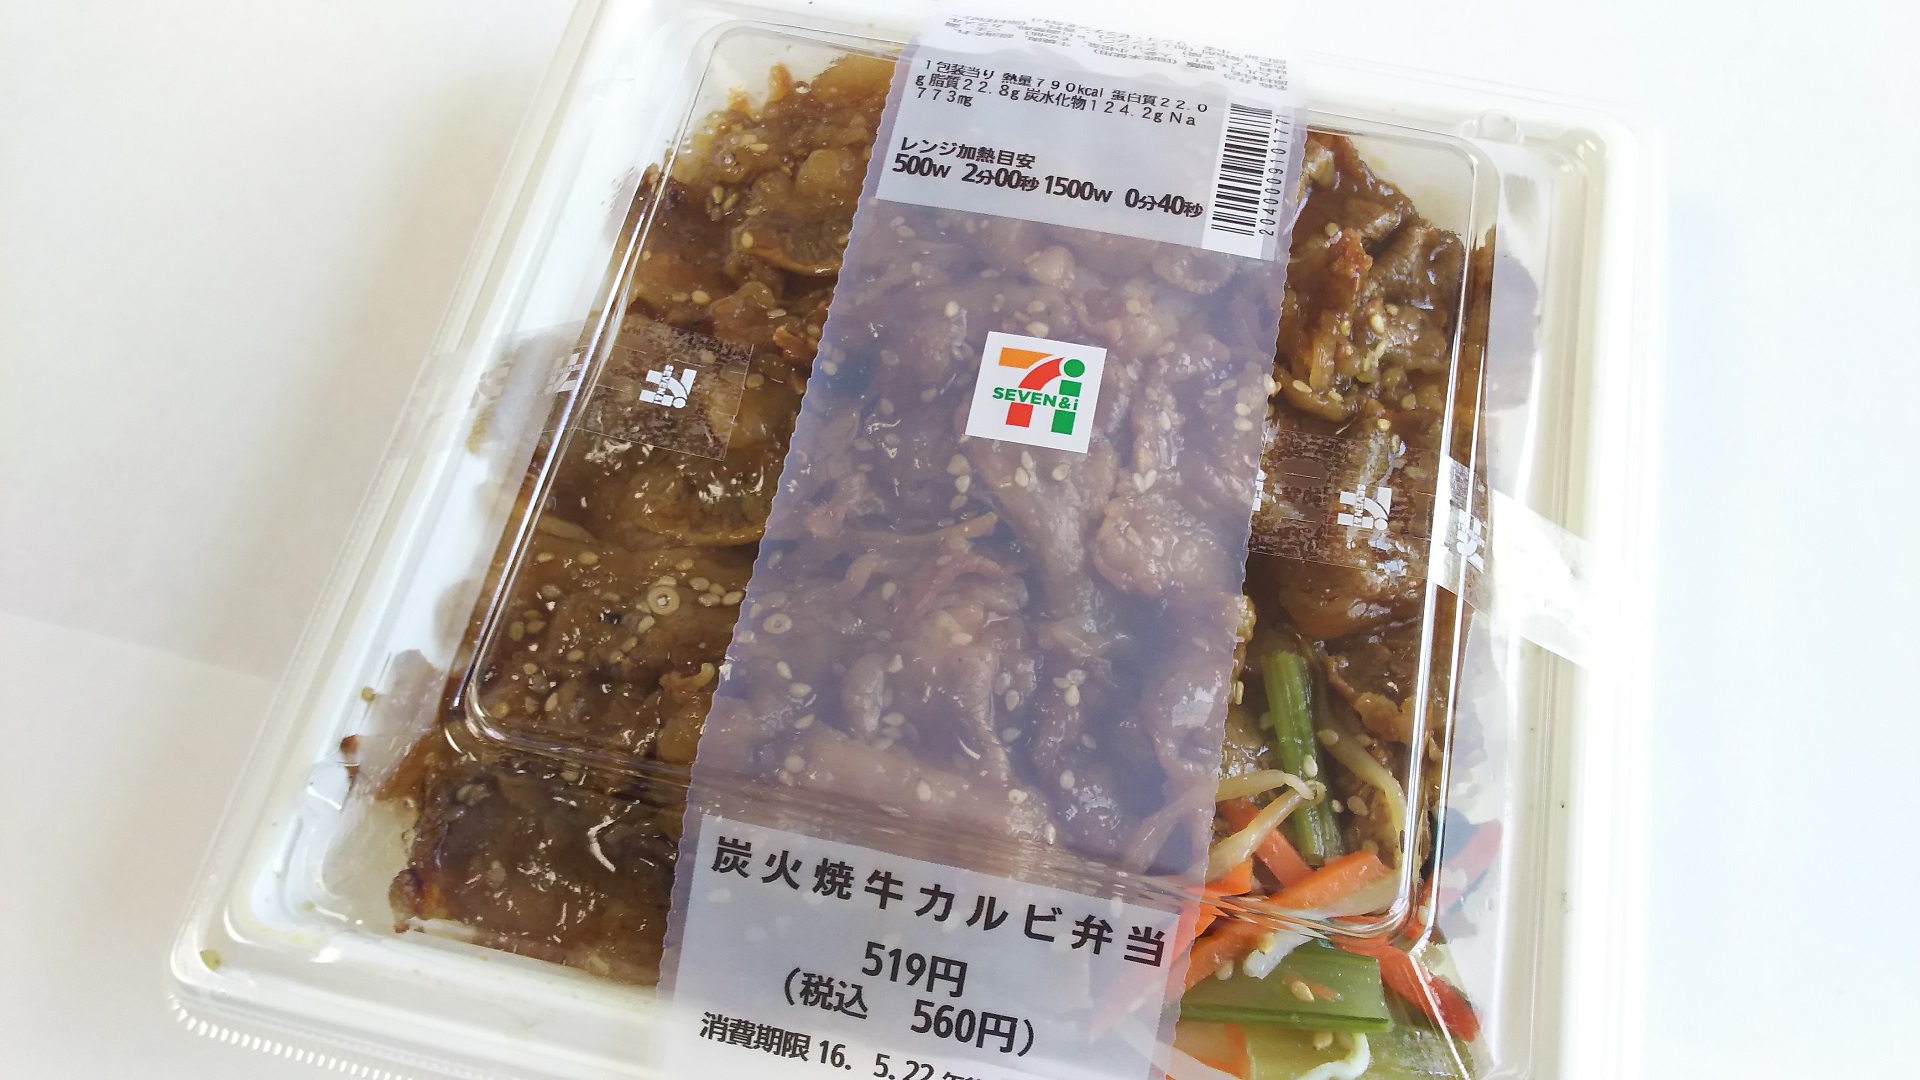 1包装当り 熱量790kcal 蛋白質22.0
g 脂質22.8g 炭水化物124.2g Na
773mg
レンジ加熱目安
500w 2分00秒 1500w 0分40秒
2040009101771
SEVEN&i
炭火焼牛カルビ弁当
519円
(税込 560円)
消費期限 16. 5.22